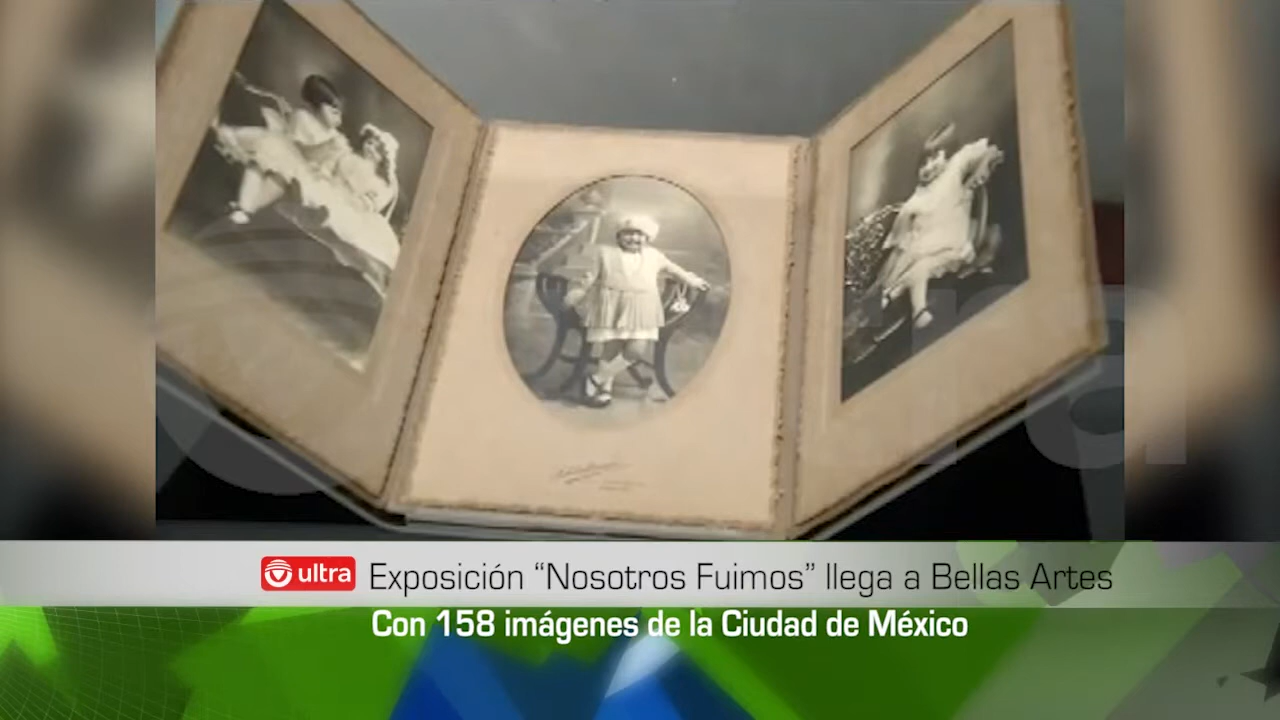 ultra
Exposición “Nosotros Fuimos” llega a Bellas Artes
Con 158 imágenes de la Ciudad de México